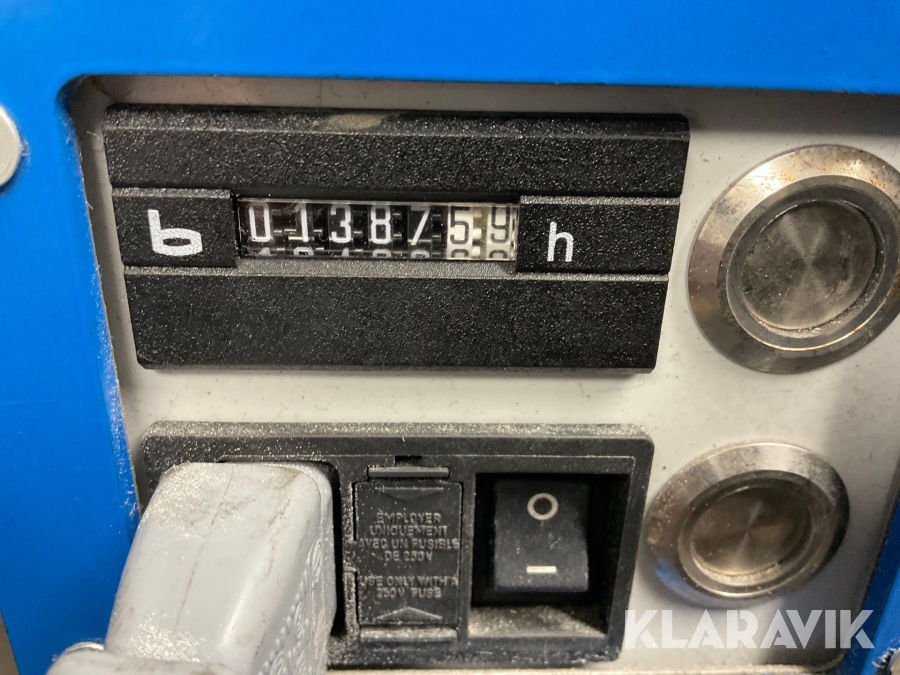 0138759 h
EMPLOYER
UNIQUEMENT
AVEC UN FUSIBLE
DE 250V
USE ONLY WITH A
250V FUSE
KLARAVIK